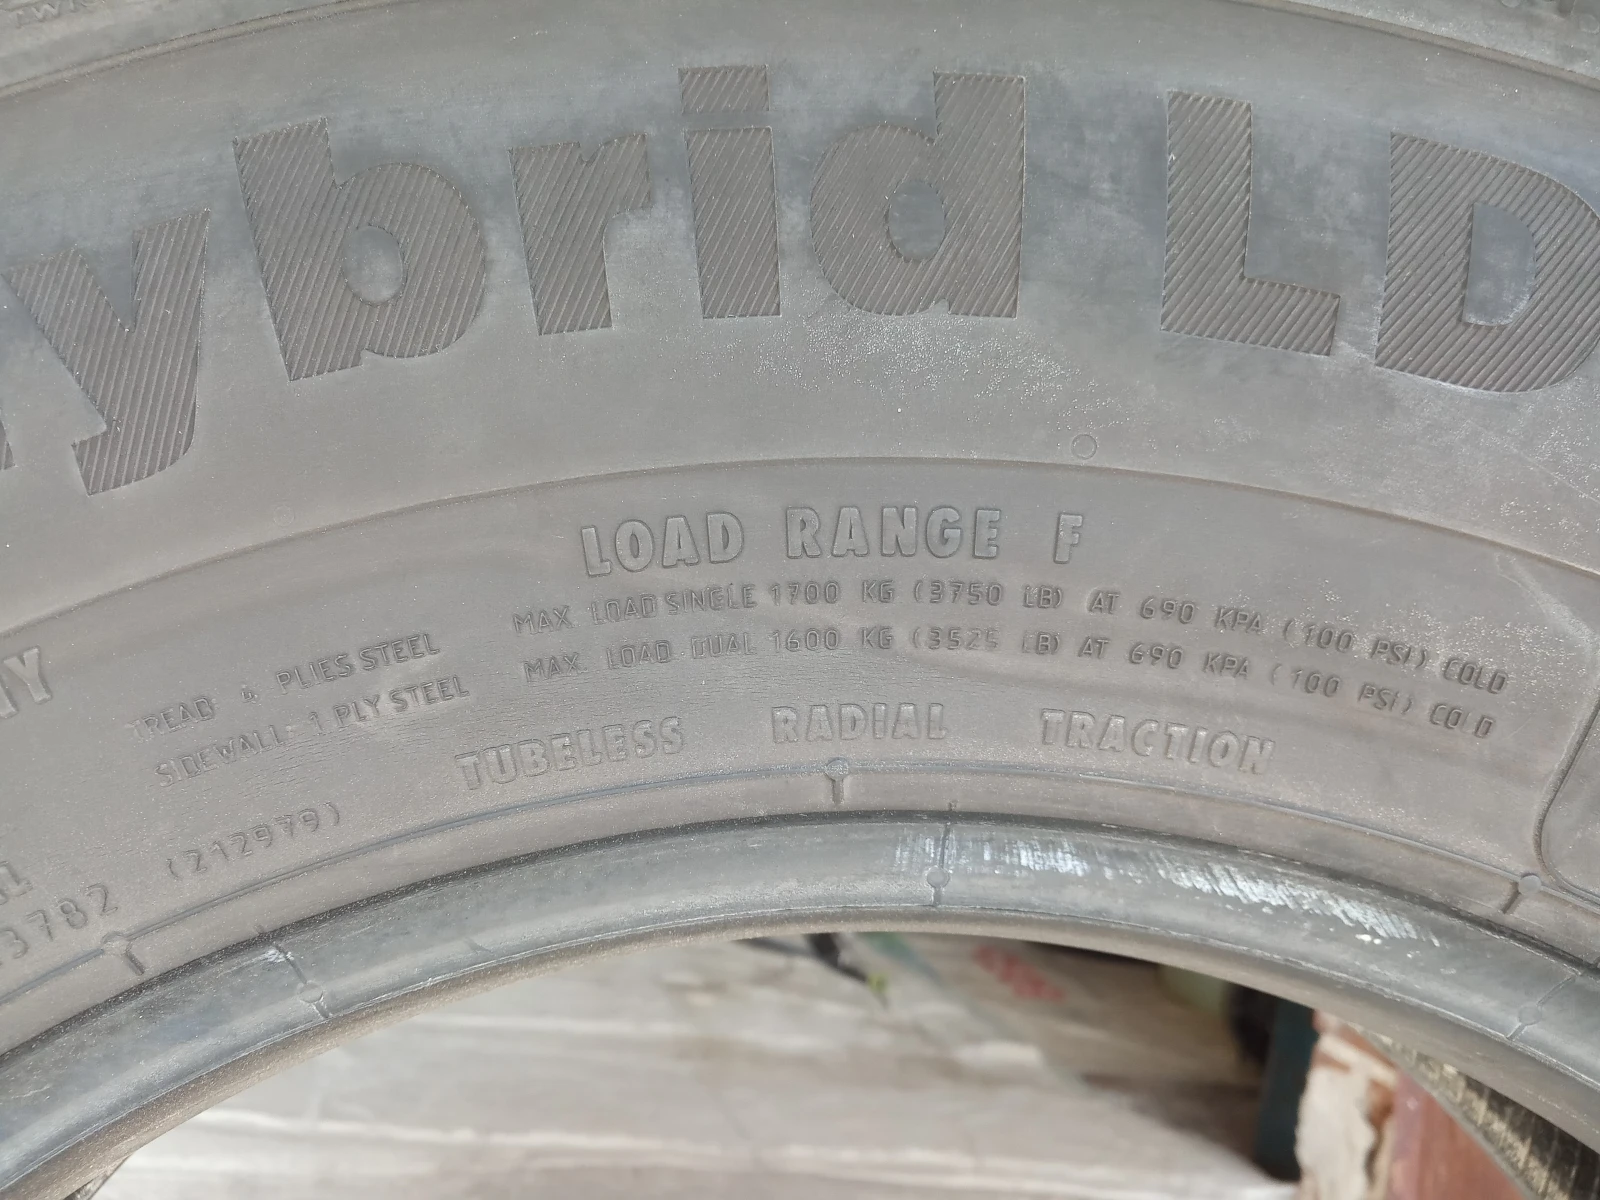 ybrid LD
LOAD RANGE F
MAX. LOAD SINGLE 1700 KG (3750 LB) AT 690 KPA (100 PSI) COLD
MAX. LOAD DUAL 1600 KG (3525 LB) AT 690 KPA (100 PSI) COLD
TREAD 4 PLIES STEEL
SIDEWALL: 1 PLY STEEL
TUBELESS RADIAL TRACTION
(212979)
3782